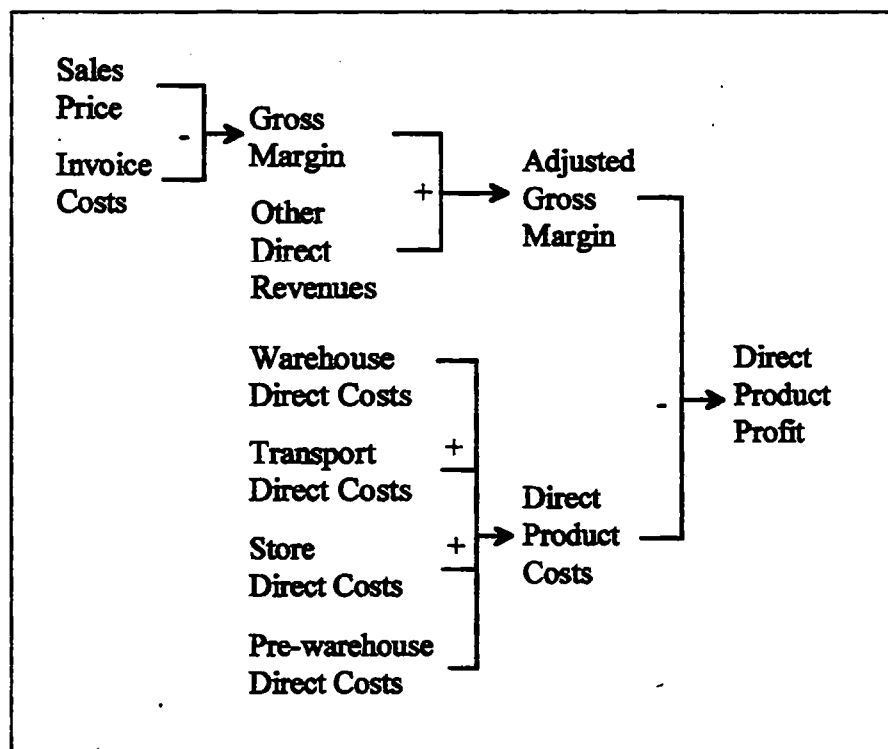 Sales
Price
-
Invoice
Costs
Gross
Margin
+
Other
Direct
Revenues
Adjusted
Gross
Margin
Warehouse
Direct Costs
+
Transport
Direct Costs
+
Store
Direct Costs
Pre-warehouse
Direct Costs
Direct
Product
Costs
-
Direct
Product
Profit